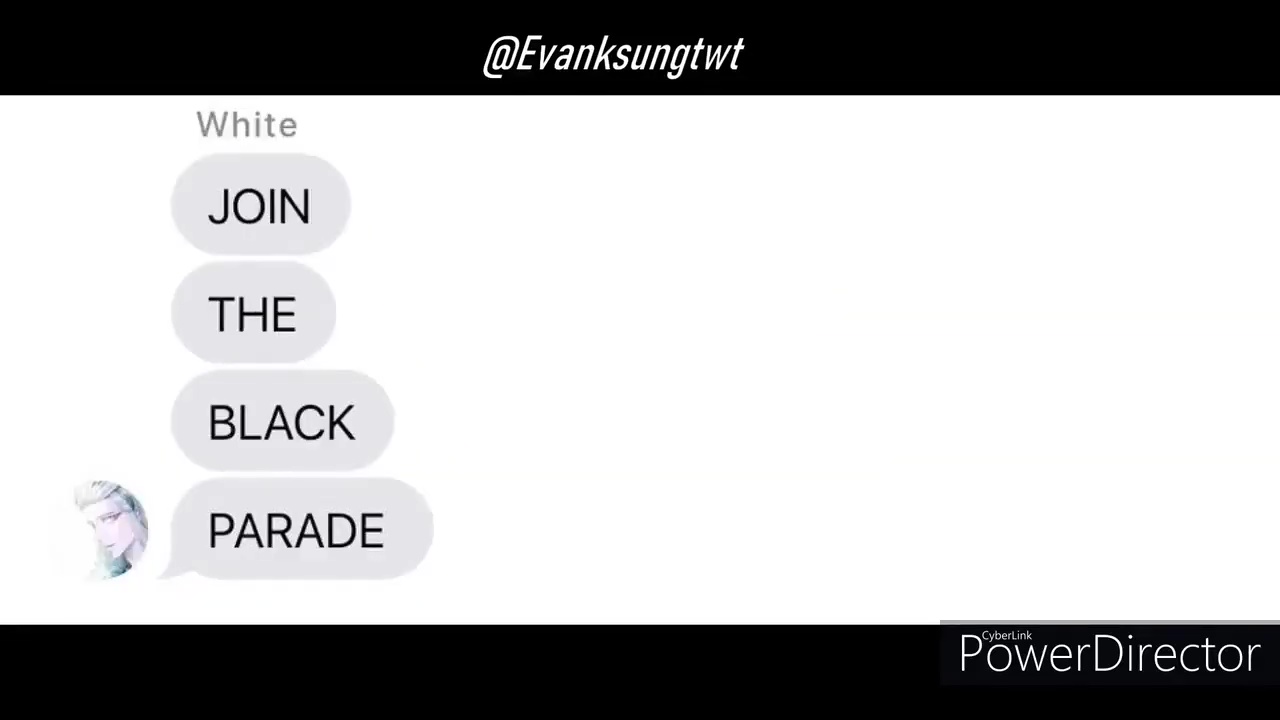 @Evanksungtwt
White
JOIN
THE
BLACK
PARADE
CyberLink
PowerDirector